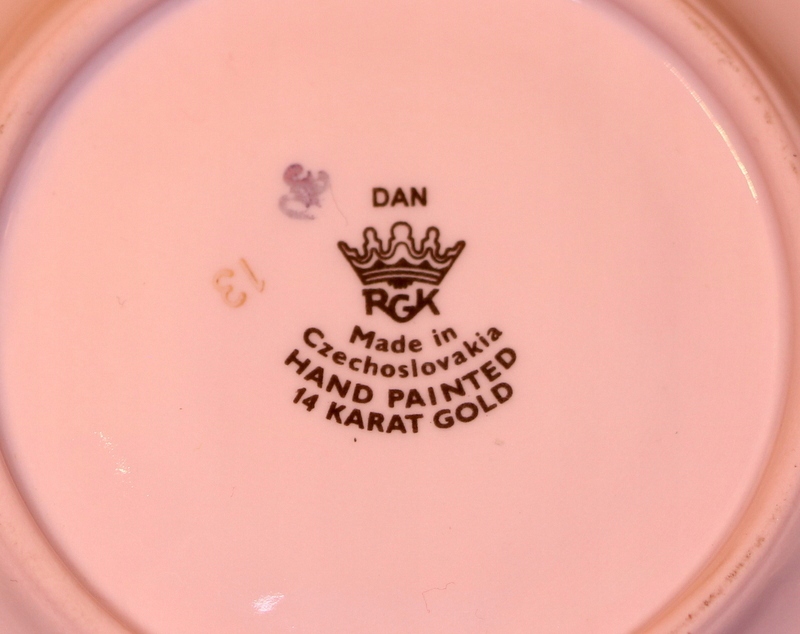 DAN
RGK
Made in
Czechoslovakia
HAND PAINTED
14 KARAT GOLD
13